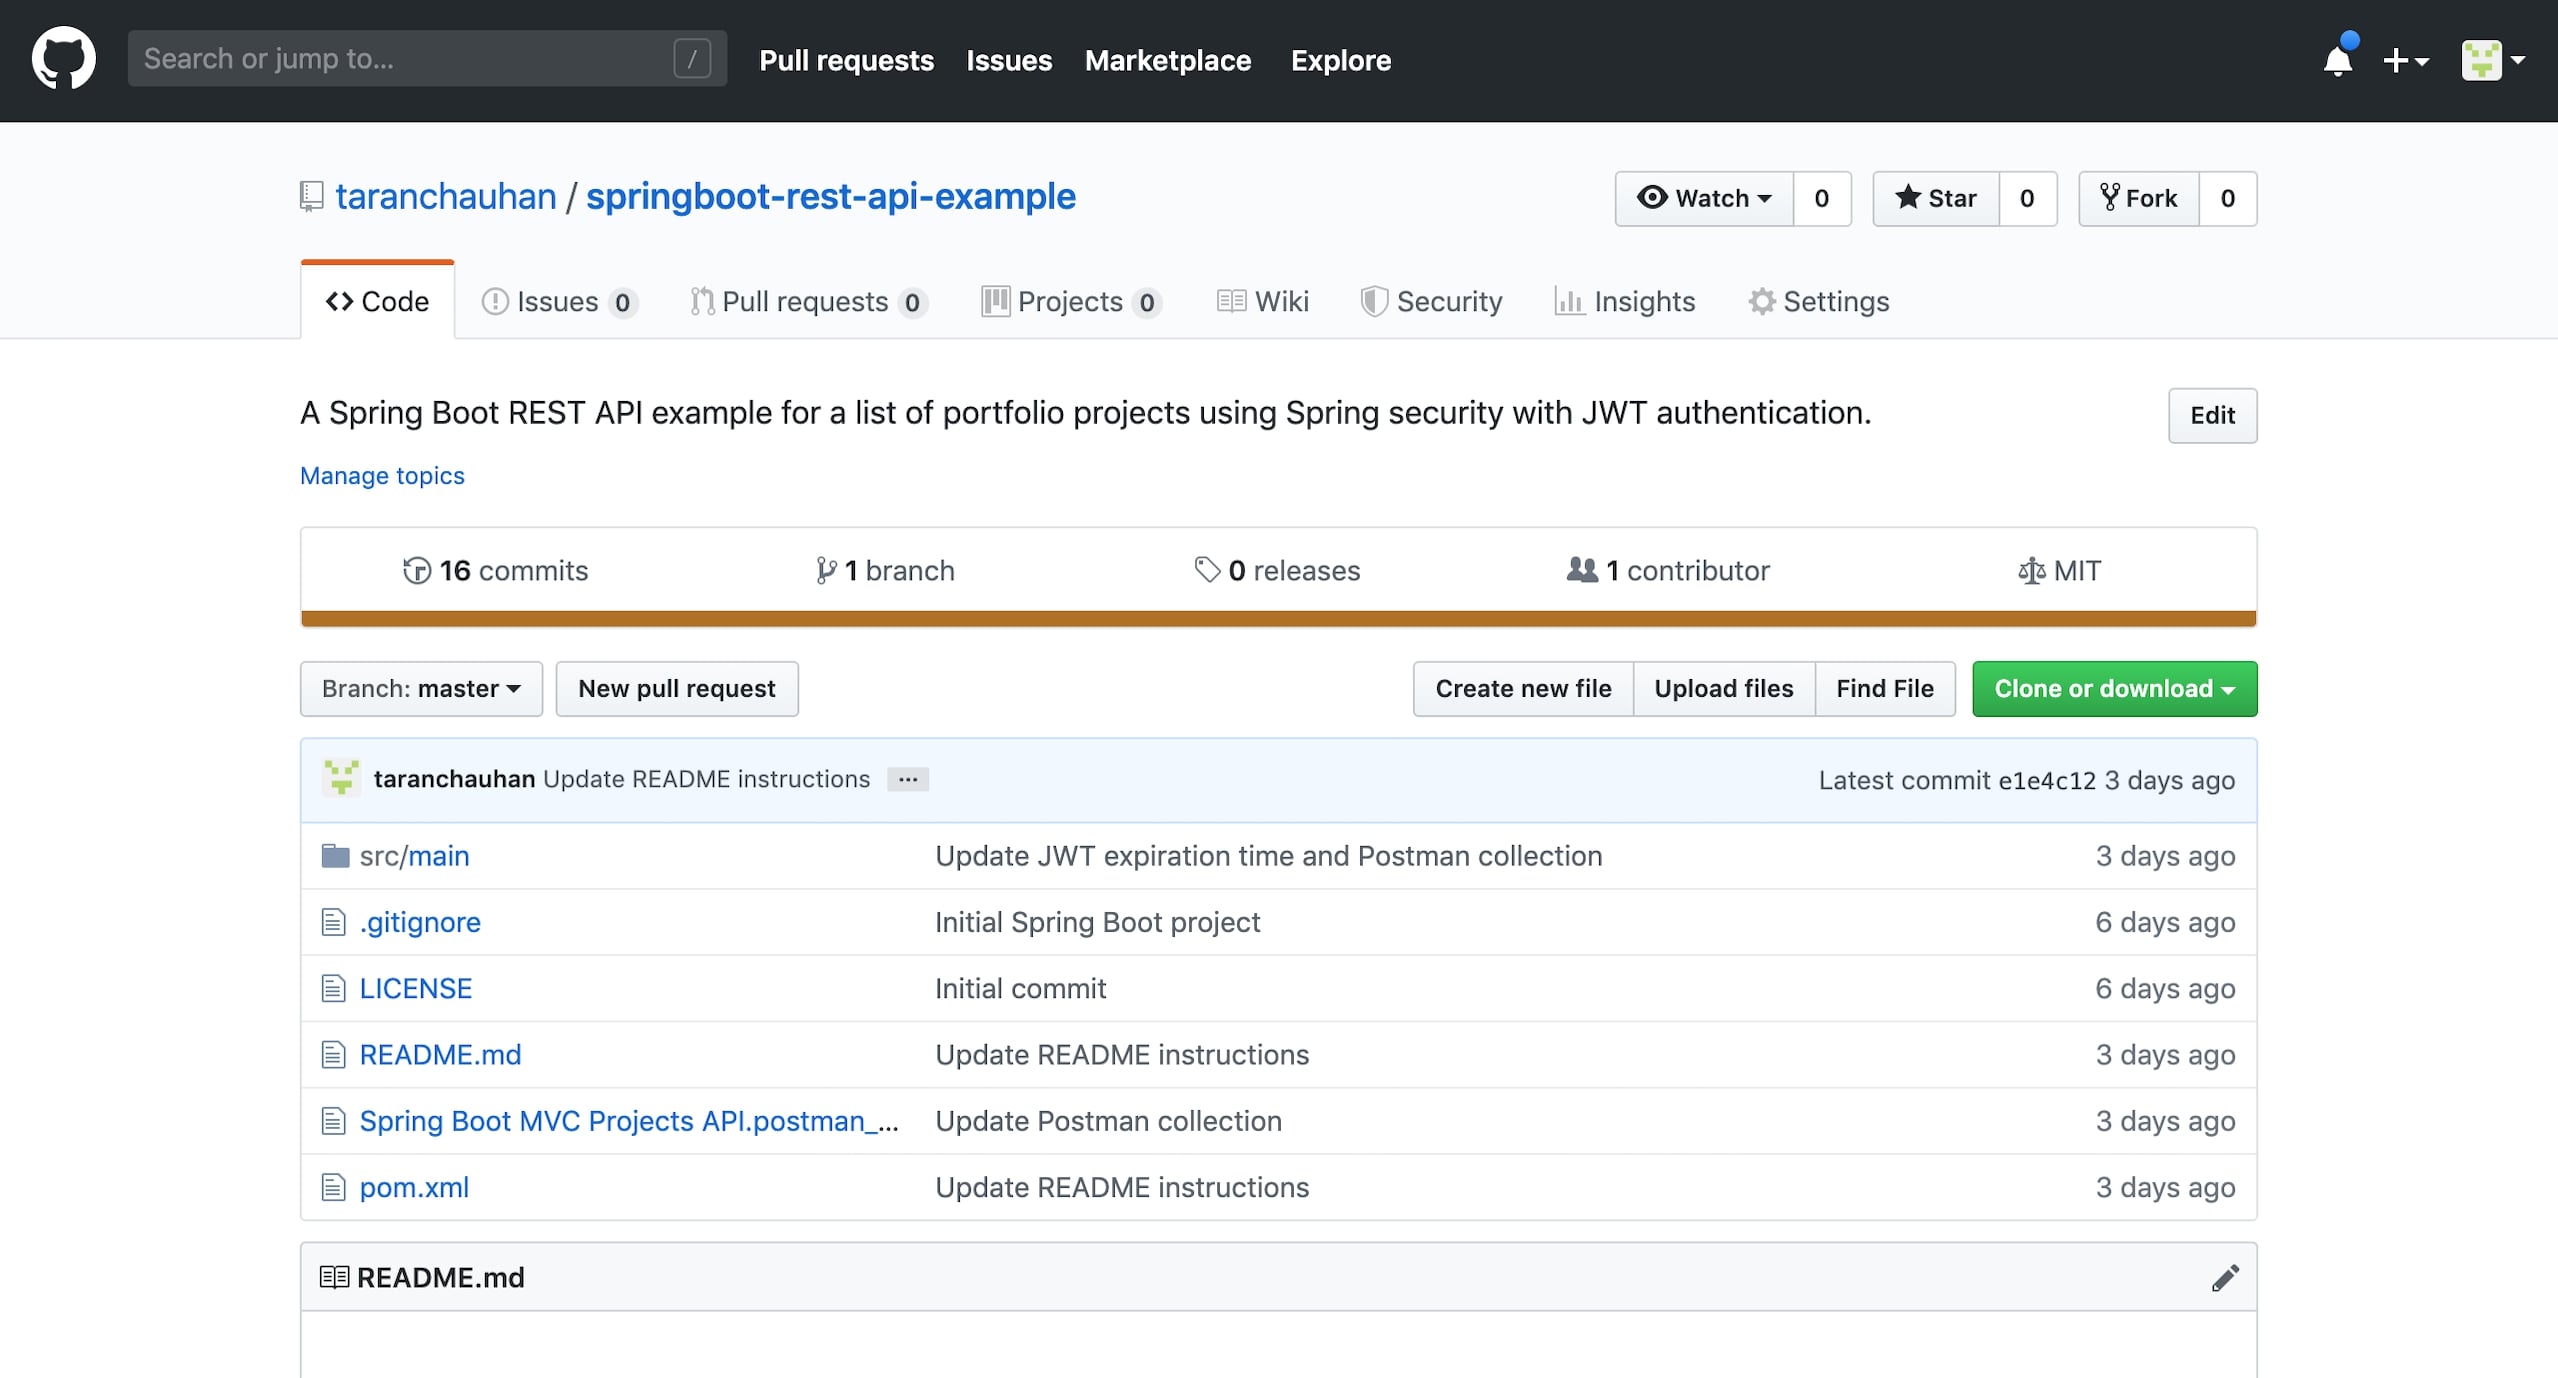 Search or jump to... / Pull requests Issues Marketplace Explore
taranchauhan / springboot-rest-api-example Watch 0 Star 0 Fork 0
Code Issues 0 Pull requests 0 Projects 0 Wiki Security Insights Settings
A Spring Boot REST API example for a list of portfolio projects using Spring security with JWT authentication. Edit
Manage topics
16 commits 1 branch 0 releases 1 contributor MIT
Branch: master New pull request Create new file Upload files Find File Clone or download
taranchauhan Update README instructions ... Latest commit e1e4c12 3 days ago
src/main Update JWT expiration time and Postman collection 3 days ago
.gitignore Initial Spring Boot project 6 days ago
LICENSE Initial commit 6 days ago
README.md Update README instructions 3 days ago
Spring Boot MVC Projects API.postman_... Update Postman collection 3 days ago
pom.xml Update README instructions 3 days ago
README.md